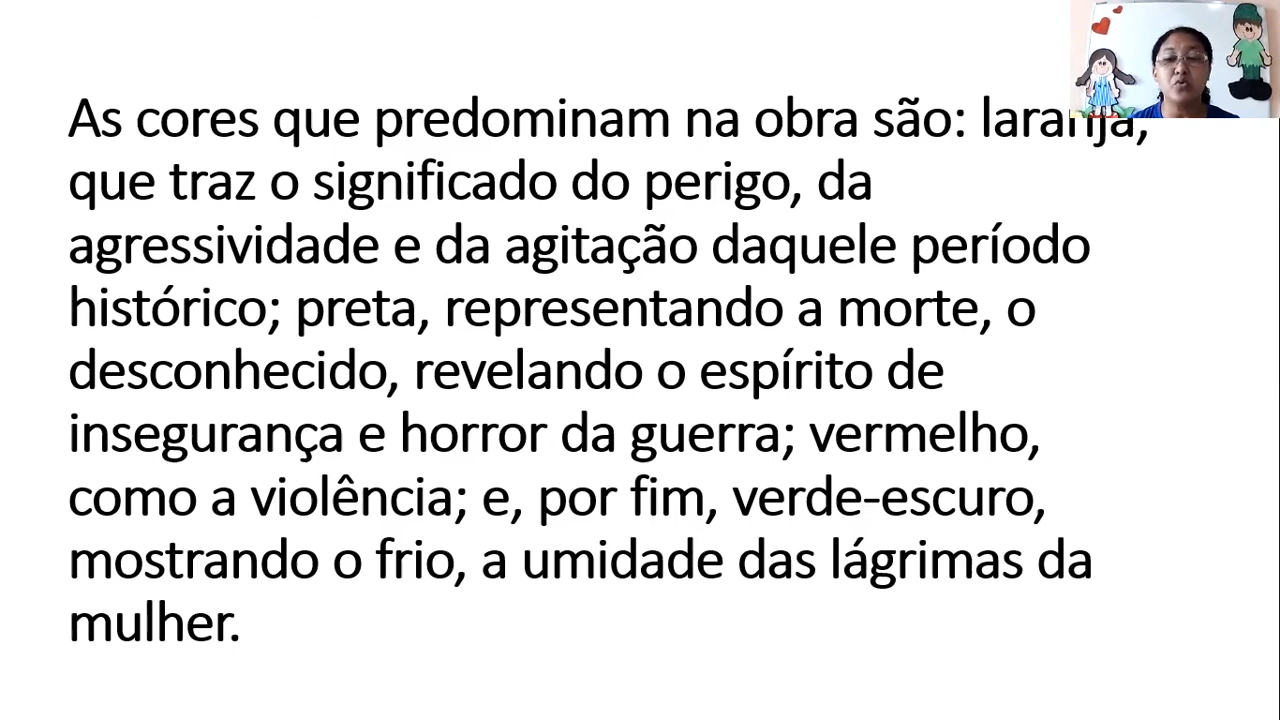 As cores que predominam na obra são: laranja,
que traz o significado do perigo, da
agressividade e da agitação daquele período
histórico; preta, representando a morte, o
desconhecido, revelando o espírito de
insegurança e horror da guerra; vermelho,
como a violência; e, por fim, verde-escuro,
mostrando o frio, a umidade das lágrimas da
mulher.